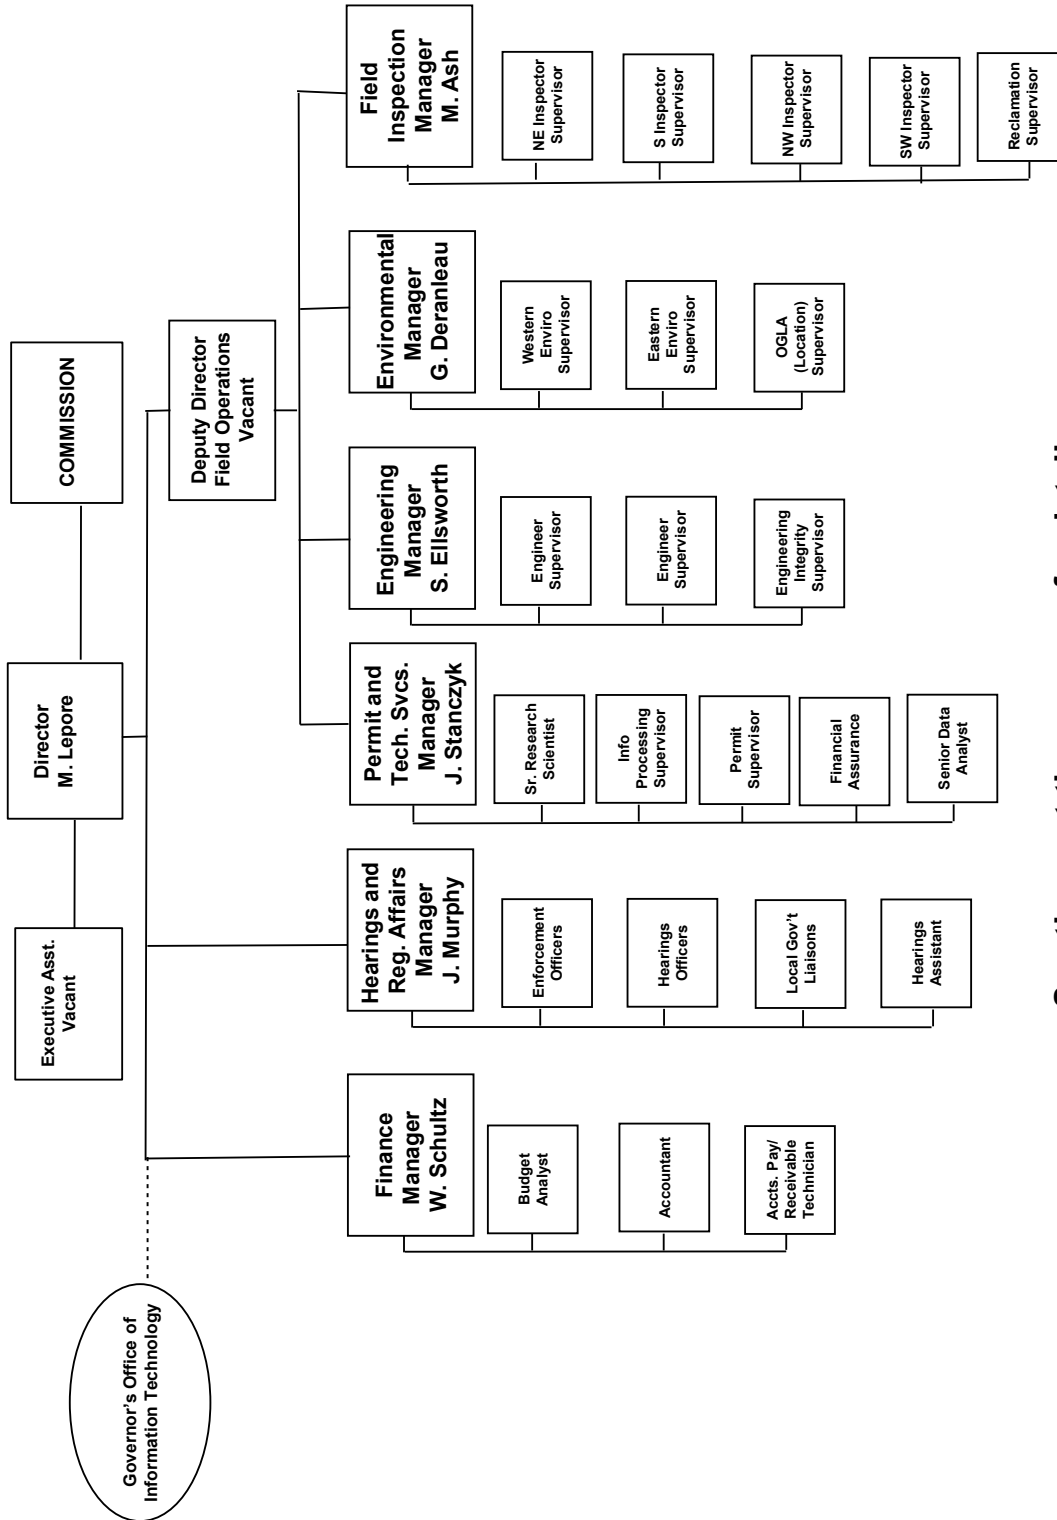 COMMISSION
Director
M. Lepore
Executive Asst.
Vacant
Governor's Office of
Information Technology
Deputy Director
Field Operations
Vacant
Finance
Manager
W. Schultz
Budget
Analyst
Accountant
Accts. Pay/
Receivable
Technician
Hearings and
Reg. Affairs
Manager
J. Murphy
Enforcement
Officers
Hearings
Officers
Local Gov't
Liaisons
Hearings
Assistant
Permit and
Tech. Svcs.
Manager
J. Stanczyk
Sr. Research
Scientist
Info
Processing
Supervisor
Permit
Supervisor
Financial
Assurance
Senior Data
Analyst
Engineering
Manager
S. Ellsworth
Engineer
Supervisor
Engineer
Supervisor
Engineering
Integrity
Supervisor
Environmental
Manager
G. Deranleau
Western
Enviro
Supervisor
Eastern
Enviro
Supervisor
OGLA
(Location)
Supervisor
Field
Inspection
Manager
M. Ash
NE Inspector
Supervisor
S Inspector
Supervisor
NW Inspector
Supervisor
SW Inspector
Supervisor
Reclamation
Supervisor